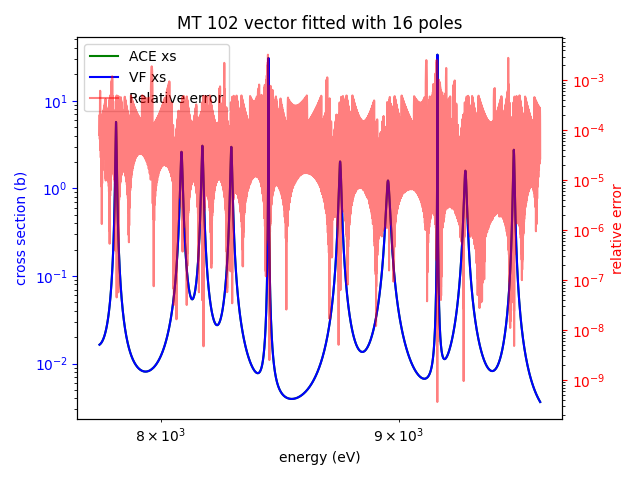 MT 102 vector fitted with 16 poles
ACE xs
VF xs
Relative error
cross section (b)
10¹
10⁰
10⁻¹
10⁻²
relative error
10⁻³
10⁻⁴
10⁻⁵
10⁻⁶
10⁻⁷
10⁻⁸
10⁻⁹
8 × 10³
9 × 10³
energy (eV)